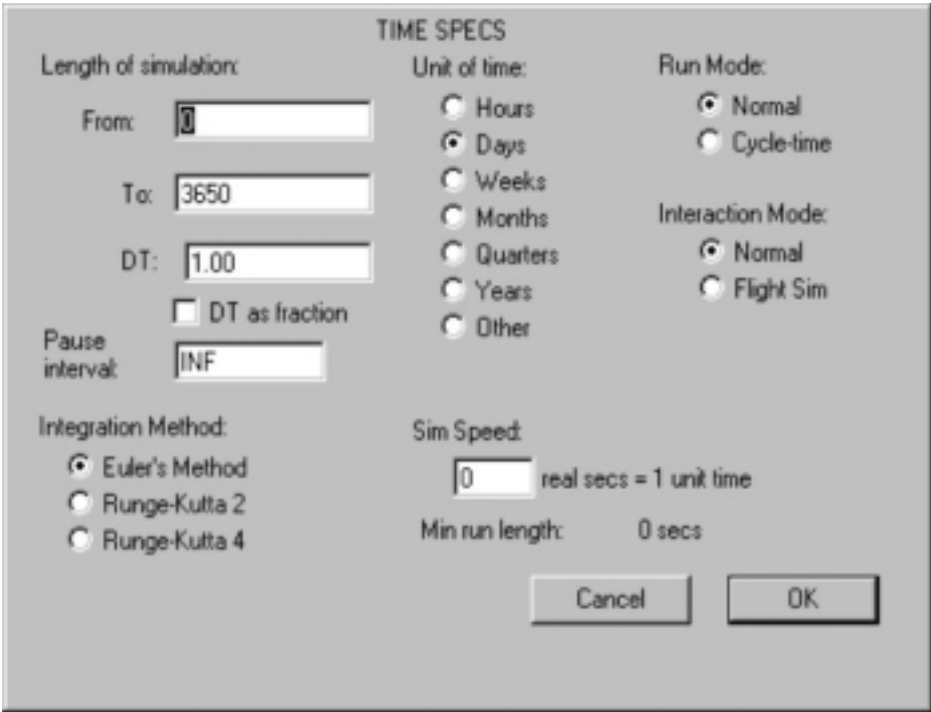 TIME SPECS
Length of simulation:
From: 0
To: 3650
DT: 1.00
DT as fraction
Pause
interval: INF
Unit of time:
Hours
Days
Weeks
Months
Quarters
Years
Other
Run Mode:
Normal
Cycle-time
Interaction Mode:
Normal
Flight Sim
Integration Method:
Euler's Method
Runge-Kutta 2
Runge-Kutta 4
Sim Speed:
0 real secs = 1 unit time
Min run length: 0 secs
Cancel
OK